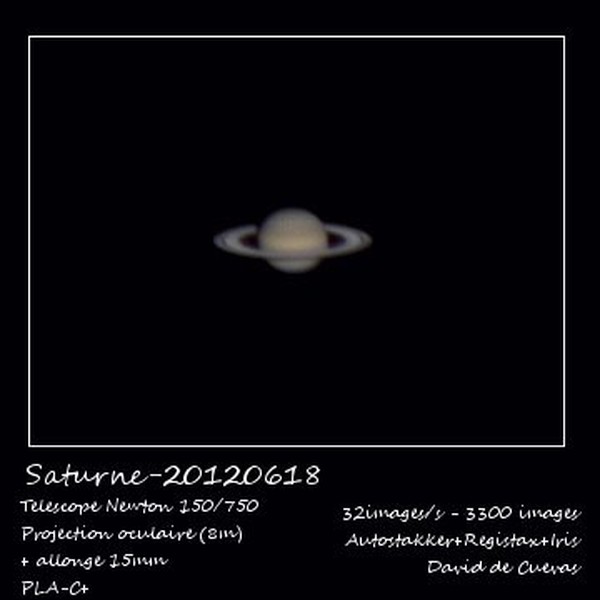 Saturne-20120618
Telescope Newton 150/750
Projection oculaire (8m)
+ allonge 15mm
PLA-C+
32images/s - 3300 images
Autostakker+Registax+Iris
David de Cuevas